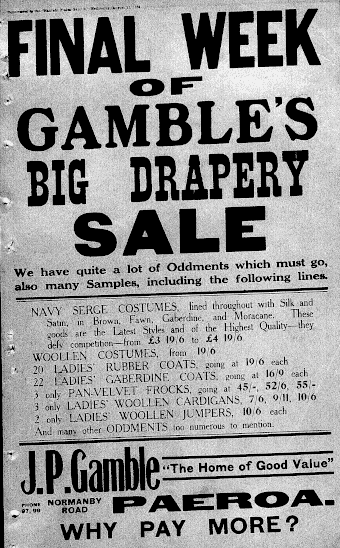 FINAL WEEK
OF
GAMBLE'S
BIG DRAPERY
SALE
We have quite a lot of Oddments which must go,
also many Samples, including the following lines.
NAVY SERGE COSTUMES, lined throughout with Silk and
Satin, in Brown, Fawn, Gaberdine, and Moracane. These
goods are the Latest Styles and of the Highest Quality—they
defy competition—from £3 19/6 to £4 19/6
WOOLLEN COSTUMES, from 19/6
20 LADIES' RUBBER COATS, going at 19/6 each
22 LADIES' GABERDINE COATS, going at 16/9 each
only PAN-VELVET FROCKS, going at 45/-, 52/6, 55/-
3 only LADIES' WOOLLEN CARDIGANS, 7/6, 9/11, 10/6
2 only LADIES' WOOLLEN JUMPERS, 10/6 each
And many other ODDMENTS too numerous to mention.
J.P. Gamble "The Home of Good Value"
PHONE 97, 98 NORMANBY ROAD PAEROA.
WHY PAY MORE?